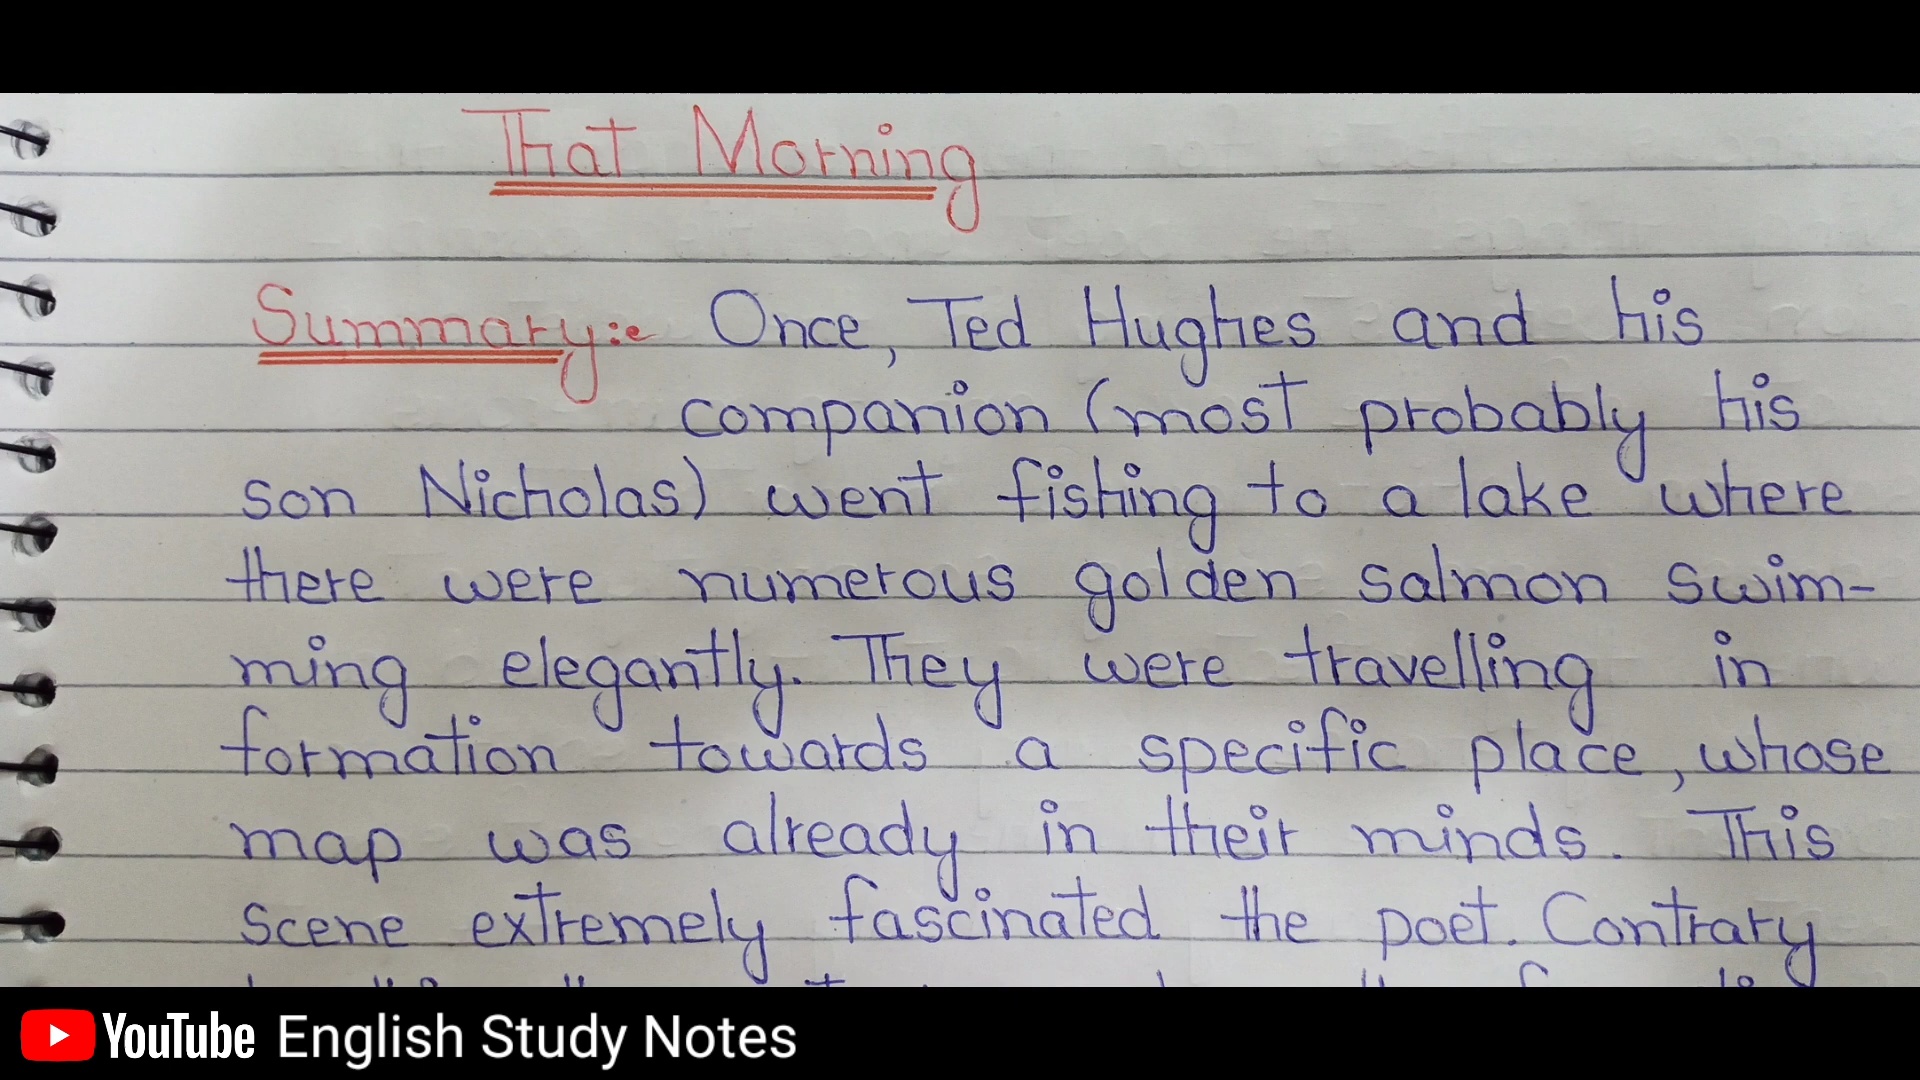 That Morning
Summary:- Once, Ted Hughes and his
companion (most probably his
son Nicholas) went fishing to a lake where
there were numerous golden salmon swim-
ming elegantly. They were travelling in
formation towards a specific place, whose
map was already in their minds. This
scene extremely fascinated the poet. Contrary
YouTube English Study Notes